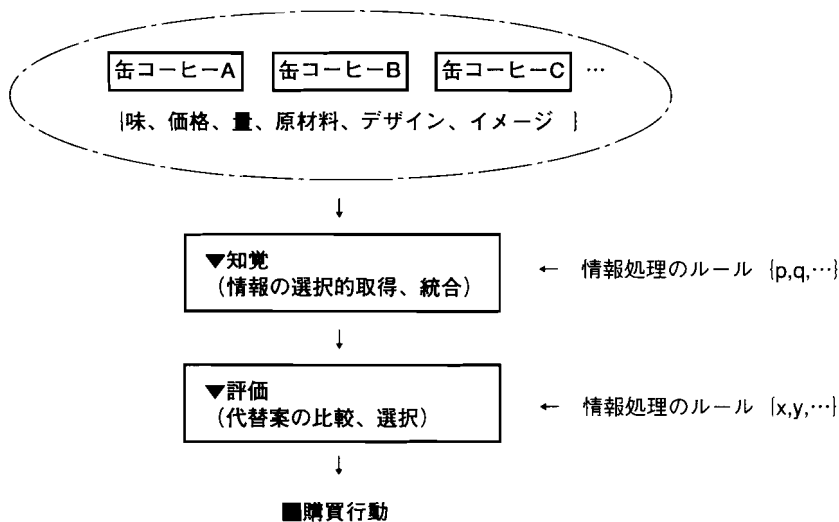 缶コーヒーA 缶コーヒーB 缶コーヒーC …
{味、価格、量、原材料、デザイン、イメージ }
↓
▼知覚
(情報の選択的取得、統合)
← 情報処理のルール {p,q,…}
↓
▼評価
(代替案の比較、選択)
← 情報処理のルール {x,y,…}
↓
■購買行動